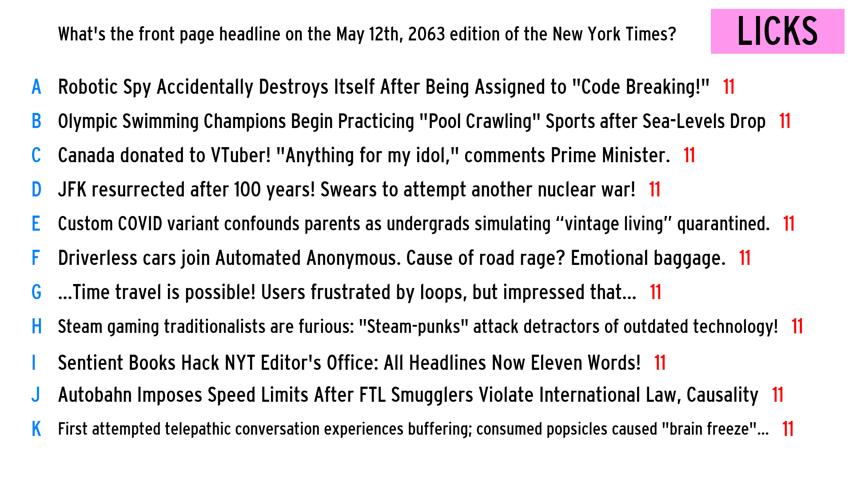 What's the front page headline on the May 12th, 2063 edition of the New York Times?
LICKS
A Robotic Spy Accidentally Destroys Itself After Being Assigned to "Code Breaking!" 11
B Olympic Swimming Champions Begin Practicing "Pool Crawling" Sports after Sea-Levels Drop 11
C Canada donated to VTuber! "Anything for my idol," comments Prime Minister. 11
D JFK resurrected after 100 years! Swears to attempt another nuclear war! 11
E Custom COVID variant confounds parents as undergrads simulating “vintage living” quarantined. 11
F Driverless cars join Automated Anonymous. Cause of road rage? Emotional baggage. 11
G ...Time travel is possible! Users frustrated by loops, but impressed that... 11
H Steam gaming traditionalists are furious: "Steam-punks" attack detractors of outdated technology! 11
I Sentient Books Hack NYT Editor's Office: All Headlines Now Eleven Words! 11
J Autobahn Imposes Speed Limits After FTL Smugglers Violate International Law, Causality 11
K First attempted telepathic conversation experiences buffering; consumed popsicles caused "brain freeze"... 11